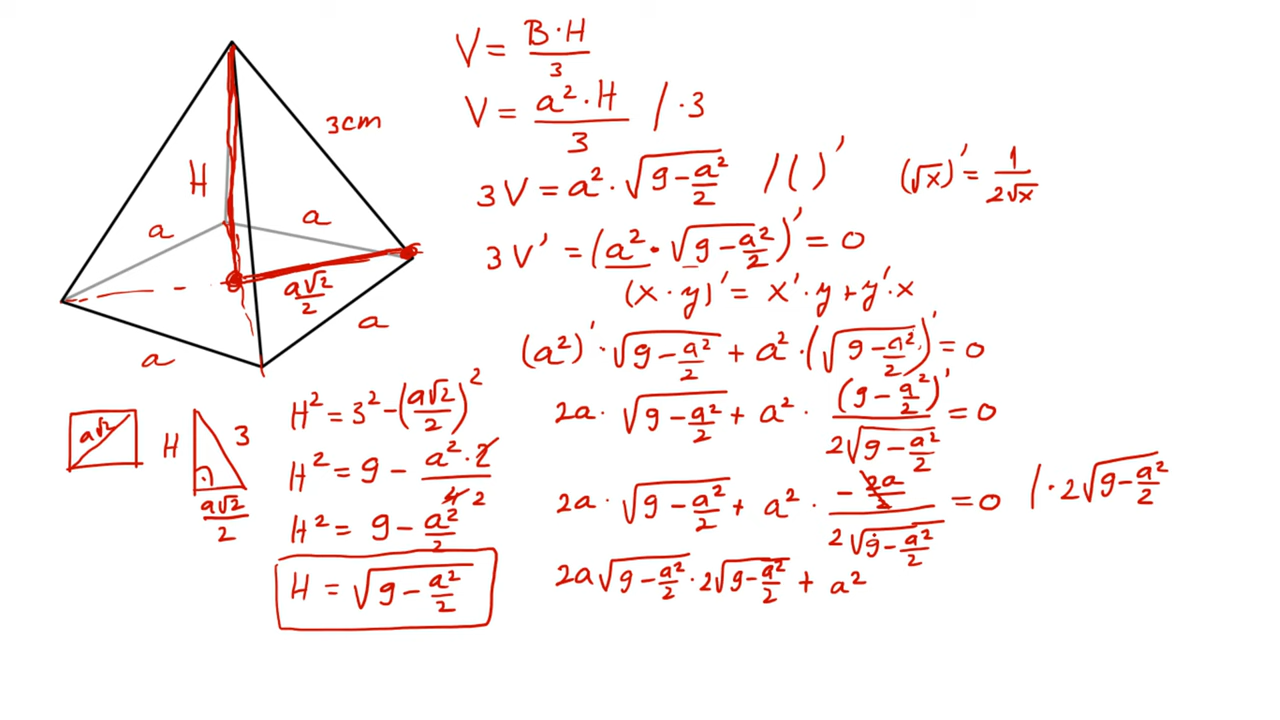 3cm
H
a
a
a√2/2
a
a
a√2
H
3
a√2/2
H² = 3² - (a√2/2)²
H² = 9 - a²·2/4 2
H² = 9 - a²/2
H = √(9 - a²/2)
V = B·H/3
V = a²·H/3 / ·3
3V = a² · √(9 - a²/2) /( )'
(√x)' = 1/2√x
3V' = (a² · √(9 - a²/2))' = 0
(x·y)' = x'·y + y'·x
(a²)' · √(9 - a²/2) + a² · (√(9 - a²/2))' = 0
2a · √(9 - a²/2) + a² · (9 - a²/2)'/2√(9 - a²/2) = 0
2a · √(9 - a²/2) + a² · (-2a/2)/2√(9 - a²/2) = 0 / · 2√(9 - a²/2)
2a√(9 - a²/2) · 2√(9 - a²/2) + a²